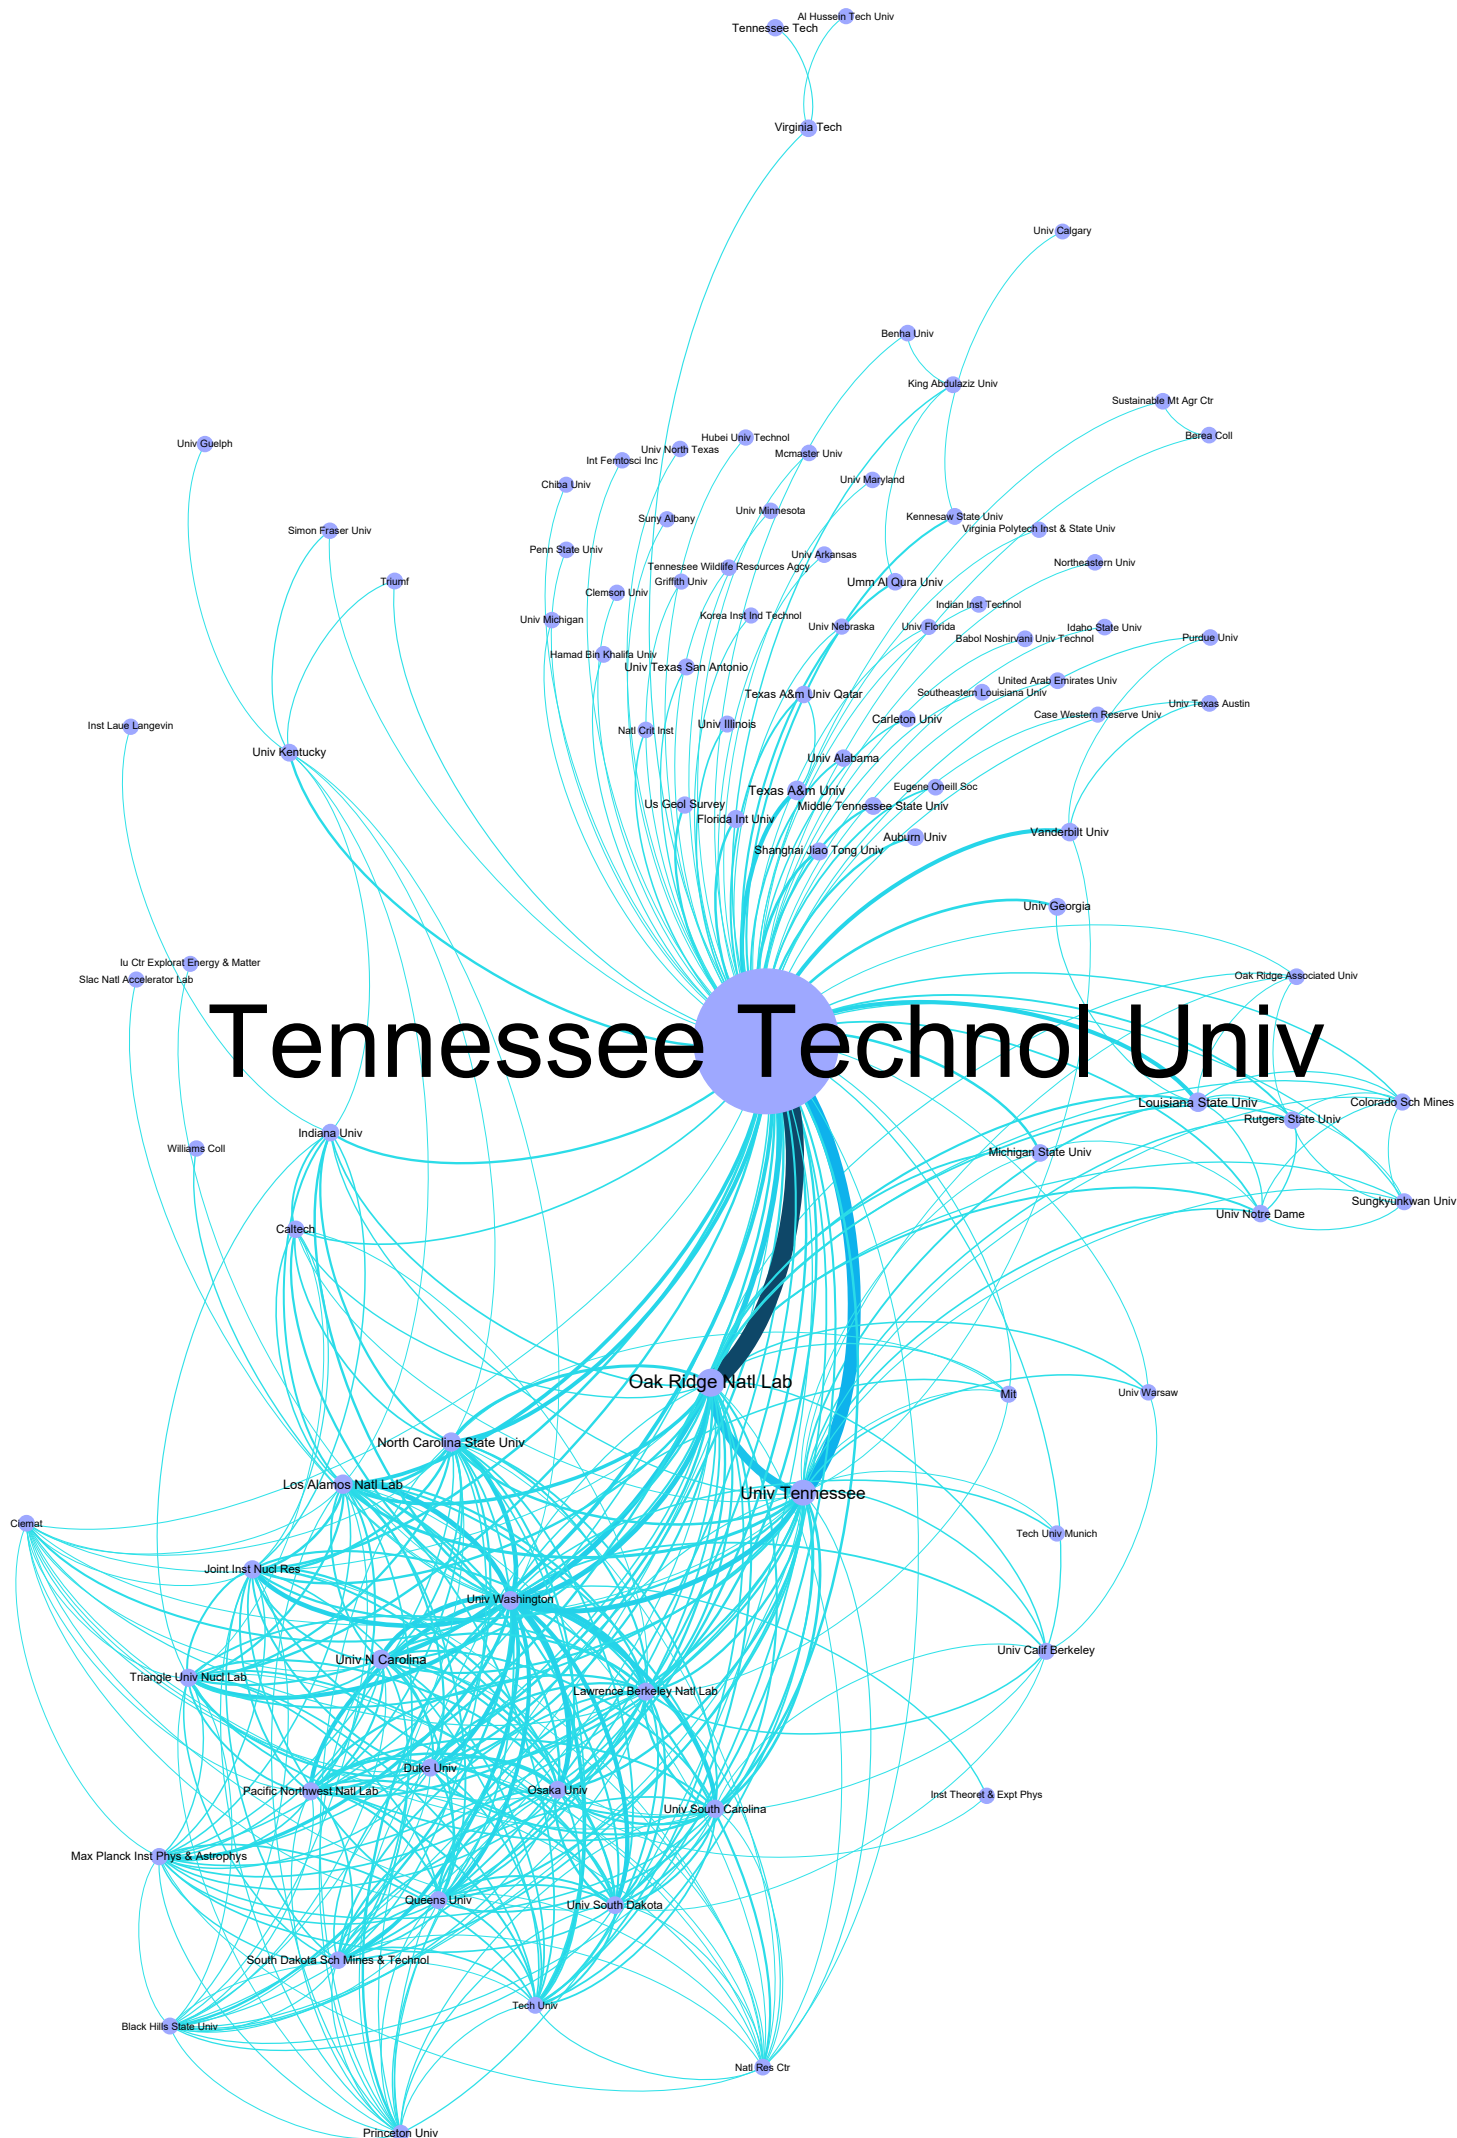 Al Hussein Tech Univ
Tennessee Tech
Virginia Tech
Univ Calgary
Benha Univ
King Abdulaziz Univ
Sustainable Mt Agr Ctr
Berea Coll
Univ Guelph
Hubei Univ Technol
Univ North Texas
Mcmaster Univ
Int Femtosci Inc
Chiba Univ
Univ Maryland
Univ Minnesota
Suny Albany
Kennesaw State Univ
Virginia Polytech Inst & State Univ
Simon Fraser Univ
Penn State Univ
Univ Arkansas
Northeastern Univ
Tennessee Wildlife Resources Agcy
Triumf
Griffith Univ
Umm Al Qura Univ
Clemson Univ
Indian Inst Technol
Korea Inst Ind Technol
Univ Michigan
Univ Nebraska
Univ Florida
Idaho State Univ
Babol Noshirvani Univ Technol
Purdue Univ
Hamad Bin Khalifa Univ
Univ Texas San Antonio
United Arab Emirates Univ
Texas A&m Univ Qatar
Southeastern Louisiana Univ
Univ Texas Austin
Case Western Reserve Univ
Carleton Univ
Inst Laue Langevin
Natl Crit Inst
Univ Illinois
Univ Kentucky
Univ Alabama
Eugene Oneill Soc
Texas A&m Univ
Us Geol Survey
Middle Tennessee State Univ
Florida Int Univ
Vanderbilt Univ
Auburn Univ
Shanghai Jiao Tong Univ
Univ Georgia
Iu Ctr Explorat Energy & Matter
Oak Ridge Associated Univ
Slac Natl Accelerator Lab
Tennessee Technol Univ
Louisiana State Univ
Colorado Sch Mines
Rutgers State Univ
Indiana Univ
Williams Coll
Michigan State Univ
Sungkyunkwan Univ
Univ Notre Dame
Caltech
Oak Ridge Natl Lab
Mit
Univ Warsaw
North Carolina State Univ
Los Alamos Natl Lab
Univ Tennessee
Ciemat
Tech Univ Munich
Joint Inst Nucl Res
Univ Washington
Univ Calif Berkeley
Univ N Carolina
Triangle Univ Nucl Lab
Lawrence Berkeley Natl Lab
Duke Univ
Pacific Northwest Natl Lab
Osaka Univ
Inst Theoret & Expt Phys
Univ South Carolina
Max Planck Inst Phys & Astrophys
Queens Univ
Univ South Dakota
South Dakota Sch Mines & Technol
Tech Univ
Black Hills State Univ
Natl Res Ctr
Princeton Univ